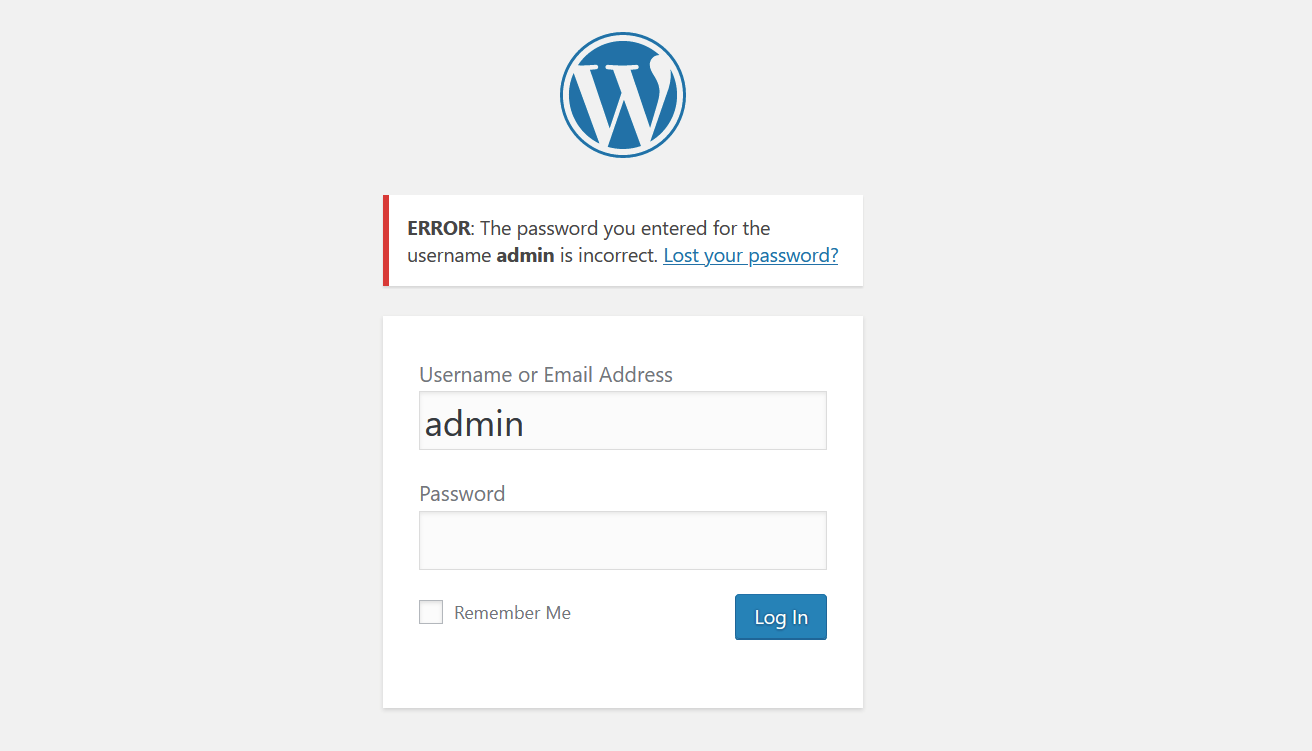 ERROR: The password you entered for the
username admin is incorrect. Lost your password?
Username or Email Address
admin
Password
Remember Me
Log In